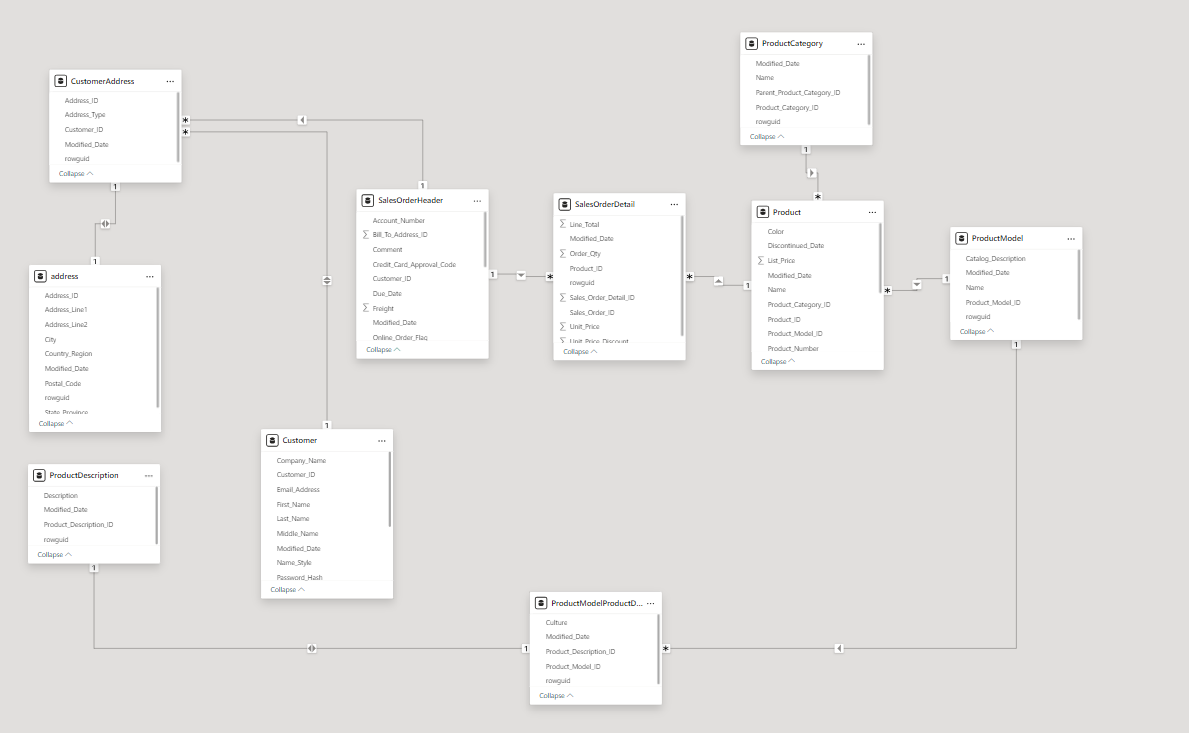 ProductCategory
Modified_Date
Name
Parent_Product_Category_ID
Product_Category_ID
rowguid
Collapse
1
*
CustomerAddress
Address_ID
Address_Type
Customer_ID
Modified_Date
rowguid
Collapse
*
*
1
1
1
1
SalesOrderHeader
Account_Number
Bill_To_Address_ID
Comment
Credit_Card_Approval_Code
Customer_ID
Due_Date
Freight
Modified_Date
Online_Order_Flag
Collapse
1
*
SalesOrderDetail
Line_Total
Modified_Date
Order_Qty
Product_ID
rowguid
Sales_Order_Detail_ID
Sales_Order_ID
Unit_Price
Unit_Price_Discount
Collapse
*
1
Product
Color
Discontinued_Date
List_Price
Modified_Date
Name
Product_Category_ID
Product_ID
Product_Model_ID
Product_Number
Collapse
*
1
ProductModel
Catalog_Description
Modified_Date
Name
Product_Model_ID
rowguid
Collapse
1
address
Address_ID
Address_Line1
Address_Line2
City
Country_Region
Modified_Date
Postal_Code
rowguid
State_Province
Collapse
Customer
Company_Name
Customer_ID
Email_Address
First_Name
Last_Name
Middle_Name
Modified_Date
Name_Style
Password_Hash
Collapse
ProductDescription
Description
Modified_Date
Product_Description_ID
rowguid
Collapse
1
1
*
ProductModelProductD...
Culture
Modified_Date
Product_Description_ID
Product_Model_ID
rowguid
Collapse